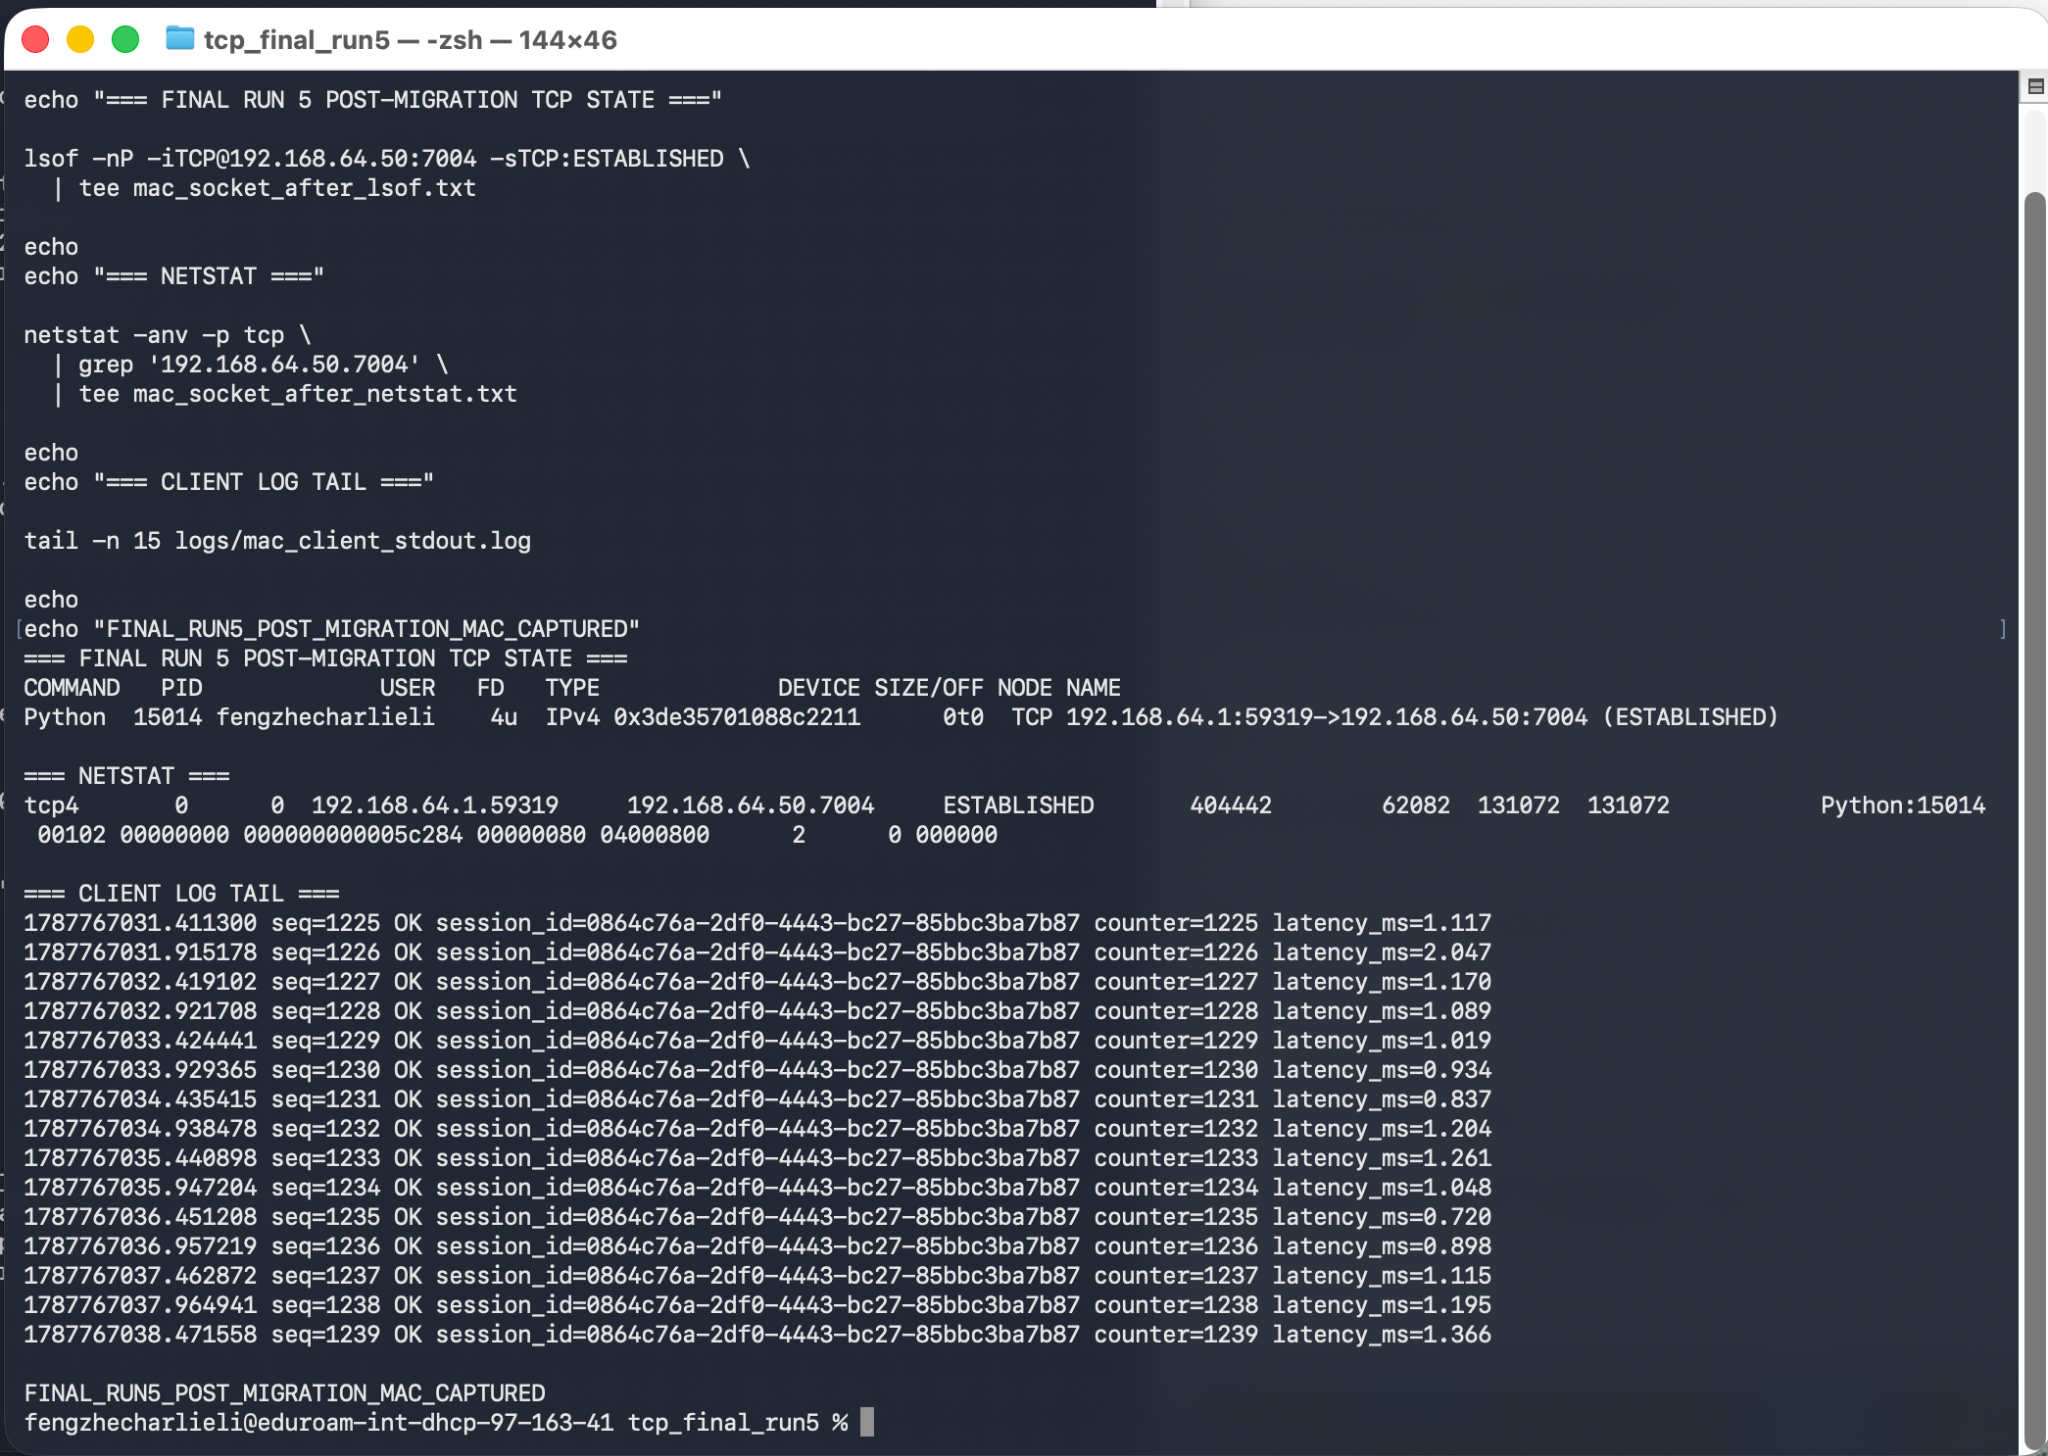 tcp_final_run5 — -zsh — 144×46
echo "=== FINAL RUN 5 POST-MIGRATION TCP STATE ==="
lsof -nP -iTCP@192.168.64.50:7004 -sTCP:ESTABLISHED \
  | tee mac_socket_after_lsof.txt
echo
echo "=== NETSTAT ==="
netstat -anv -p tcp \
  | grep '192.168.64.50.7004' \
  | tee mac_socket_after_netstat.txt
echo
echo "=== CLIENT LOG TAIL ==="
tail -n 15 logs/mac_client_stdout.log
echo
[echo "FINAL_RUN5_POST_MIGRATION_MAC_CAPTURED" ]
=== FINAL RUN 5 POST-MIGRATION TCP STATE ===
COMMAND   PID             USER   FD   TYPE             DEVICE SIZE/OFF NODE NAME
Python  15014 fengzhecharlieli    4u  IPv4 0x3de35701088c2211      0t0  TCP 192.168.64.1:59319->192.168.64.50:7004 (ESTABLISHED)
=== NETSTAT ===
tcp4       0      0  192.168.64.1.59319     192.168.64.50.7004     ESTABLISHED       404442        62082  131072  131072           Python:15014
 00102 00000000 000000000005c284 00000080 04000800      2      0 000000
=== CLIENT LOG TAIL ===
1787767031.411300 seq=1225 OK session_id=0864c76a-2df0-4443-bc27-85bbc3ba7b87 counter=1225 latency_ms=1.117
1787767031.915178 seq=1226 OK session_id=0864c76a-2df0-4443-bc27-85bbc3ba7b87 counter=1226 latency_ms=2.047
1787767032.419102 seq=1227 OK session_id=0864c76a-2df0-4443-bc27-85bbc3ba7b87 counter=1227 latency_ms=1.170
1787767032.921708 seq=1228 OK session_id=0864c76a-2df0-4443-bc27-85bbc3ba7b87 counter=1228 latency_ms=1.089
1787767033.424441 seq=1229 OK session_id=0864c76a-2df0-4443-bc27-85bbc3ba7b87 counter=1229 latency_ms=1.019
1787767033.929365 seq=1230 OK session_id=0864c76a-2df0-4443-bc27-85bbc3ba7b87 counter=1230 latency_ms=0.934
1787767034.435415 seq=1231 OK session_id=0864c76a-2df0-4443-bc27-85bbc3ba7b87 counter=1231 latency_ms=0.837
1787767034.938478 seq=1232 OK session_id=0864c76a-2df0-4443-bc27-85bbc3ba7b87 counter=1232 latency_ms=1.204
1787767035.440898 seq=1233 OK session_id=0864c76a-2df0-4443-bc27-85bbc3ba7b87 counter=1233 latency_ms=1.261
1787767035.947204 seq=1234 OK session_id=0864c76a-2df0-4443-bc27-85bbc3ba7b87 counter=1234 latency_ms=1.048
1787767036.451208 seq=1235 OK session_id=0864c76a-2df0-4443-bc27-85bbc3ba7b87 counter=1235 latency_ms=0.720
1787767036.957219 seq=1236 OK session_id=0864c76a-2df0-4443-bc27-85bbc3ba7b87 counter=1236 latency_ms=0.898
1787767037.462872 seq=1237 OK session_id=0864c76a-2df0-4443-bc27-85bbc3ba7b87 counter=1237 latency_ms=1.115
1787767037.964941 seq=1238 OK session_id=0864c76a-2df0-4443-bc27-85bbc3ba7b87 counter=1238 latency_ms=1.195
1787767038.471558 seq=1239 OK session_id=0864c76a-2df0-4443-bc27-85bbc3ba7b87 counter=1239 latency_ms=1.366
FINAL_RUN5_POST_MIGRATION_MAC_CAPTURED
fengzhecharlieli@eduroam-int-dhcp-97-163-41 tcp_final_run5 %